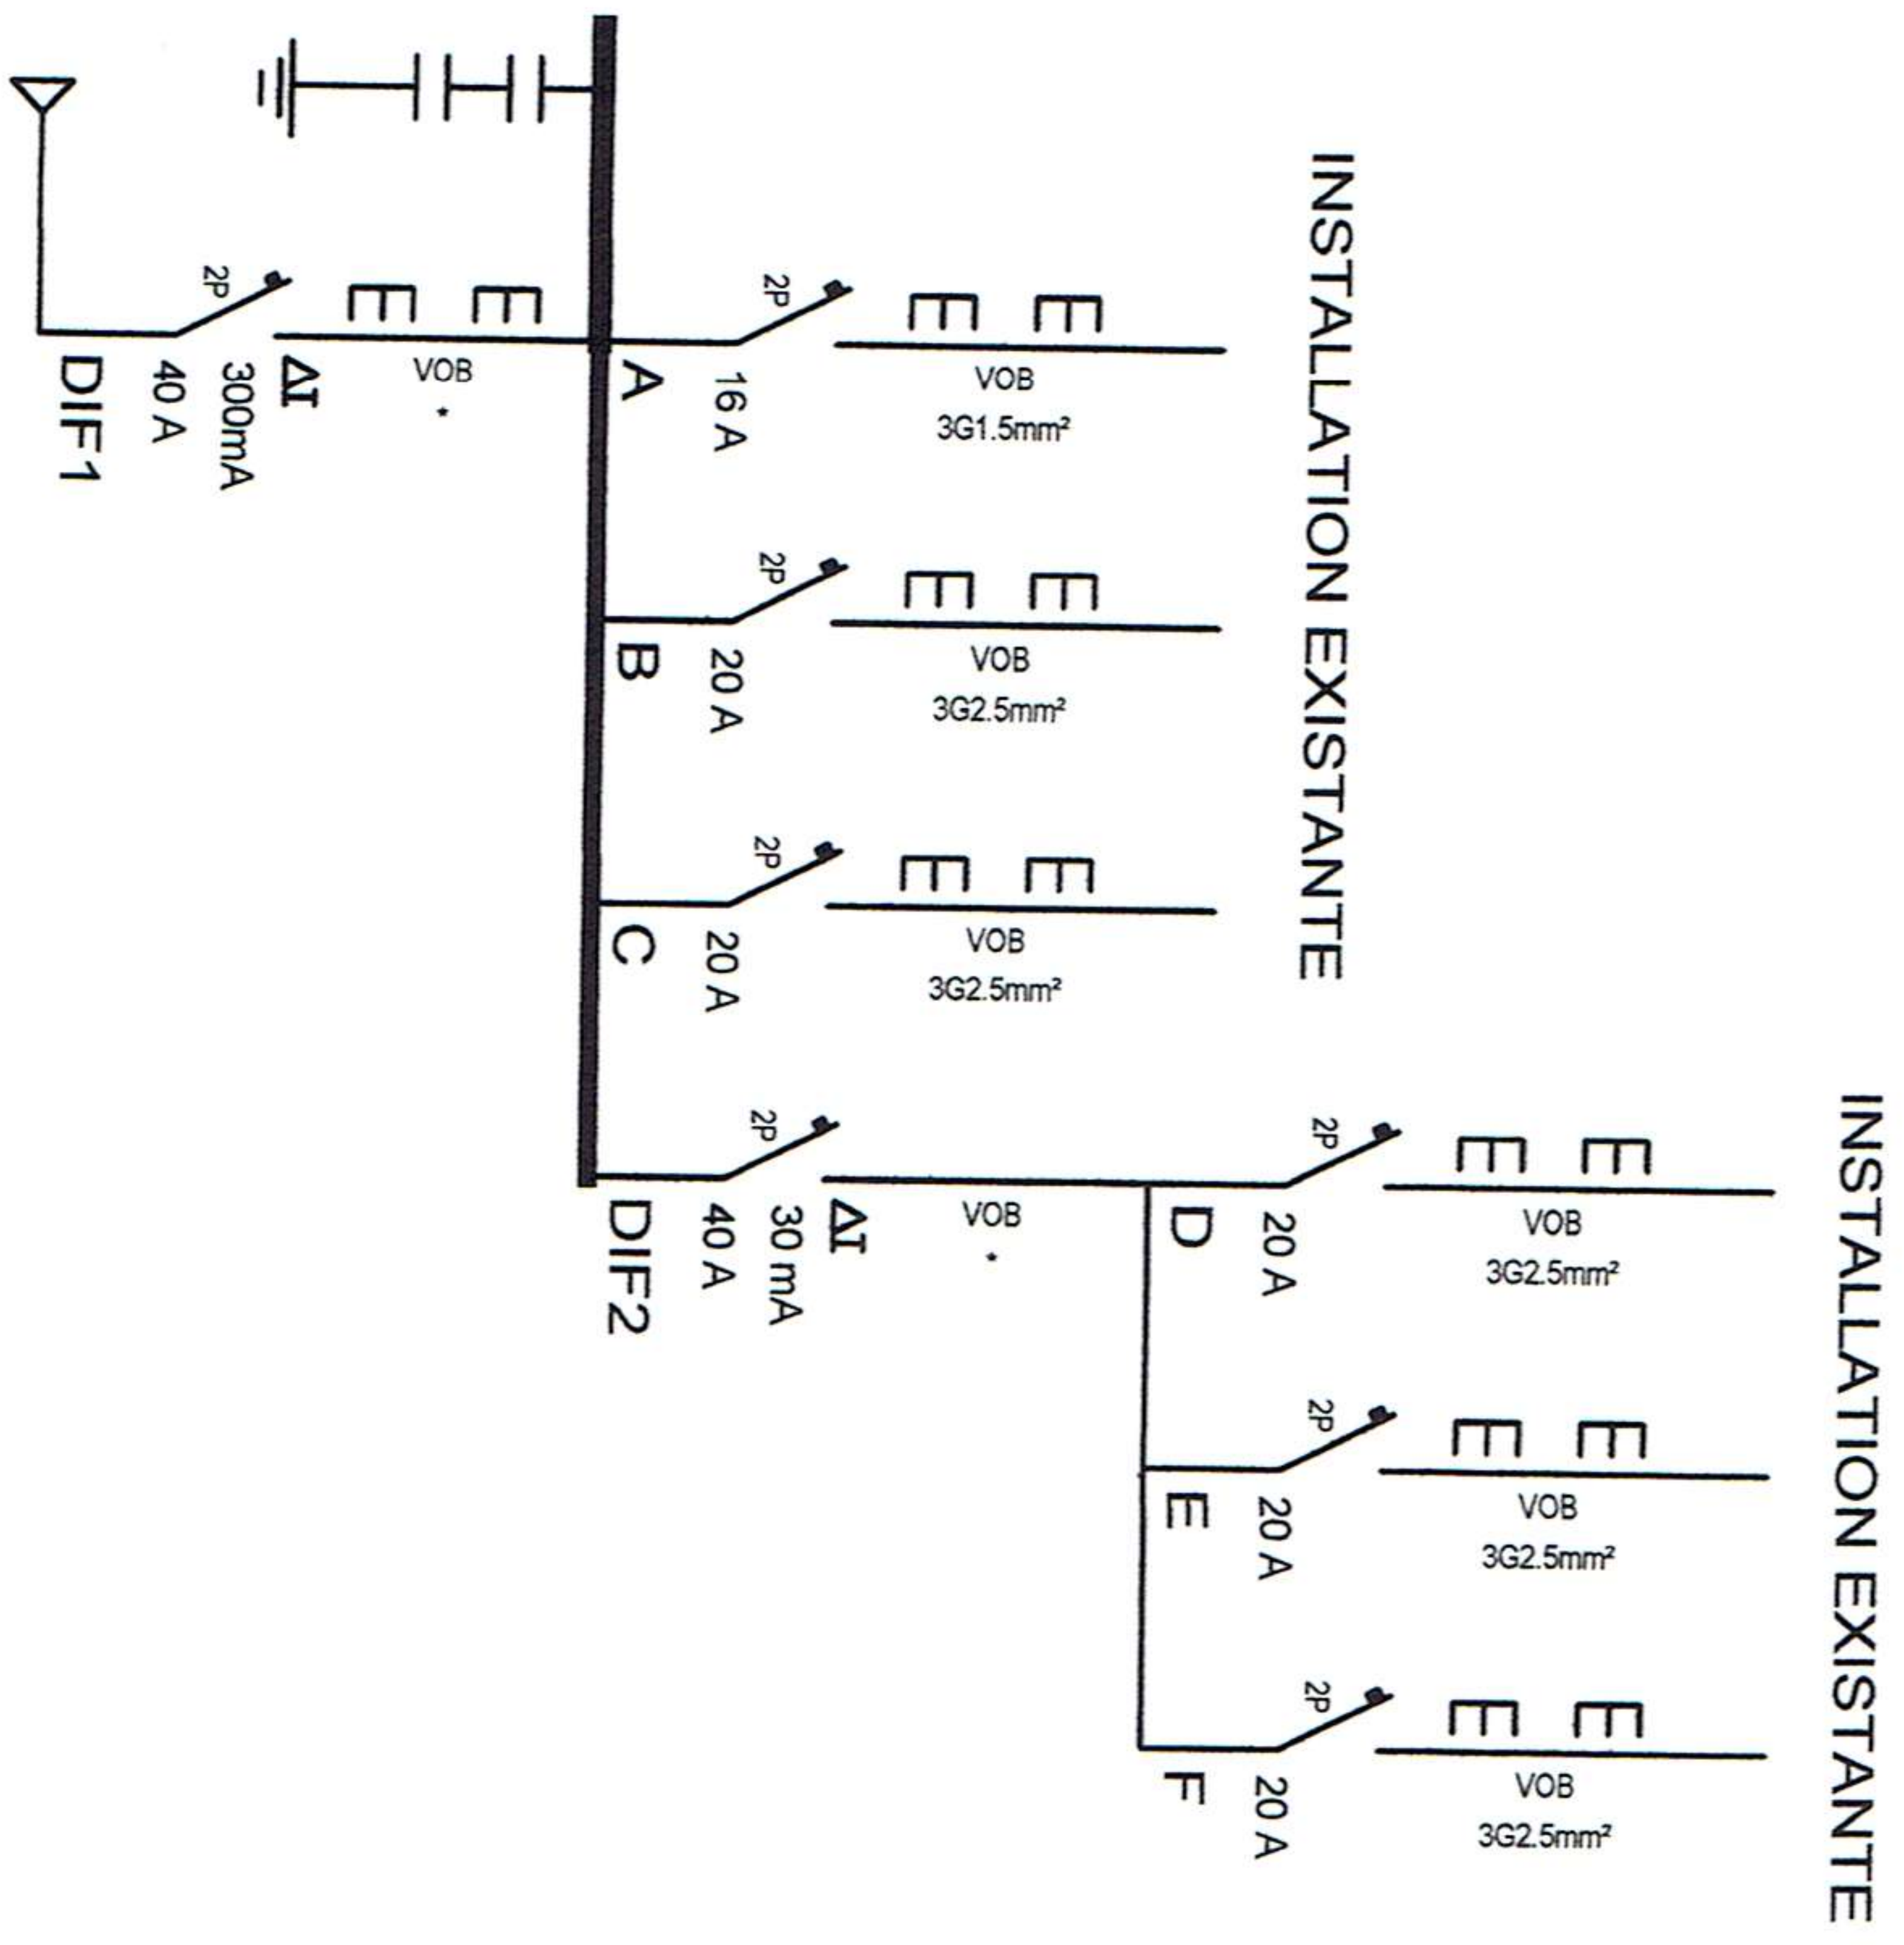 INSTALLATION EXISTANTE
INSTALLATION EXISTANTE
VOB
3G2.5mm²
2P
20 A
D
VOB
3G2.5mm²
2P
20 A
E
VOB
3G2.5mm²
2P
20 A
F
VOB
3G1.5mm²
2P
16 A
A
VOB
3G2.5mm²
2P
20 A
B
VOB
3G2.5mm²
2P
20 A
C
VOB
*
ΔI
2P
30 mA
40 A
DIF2
VOB
*
ΔI
2P
300mA
40 A
DIF1